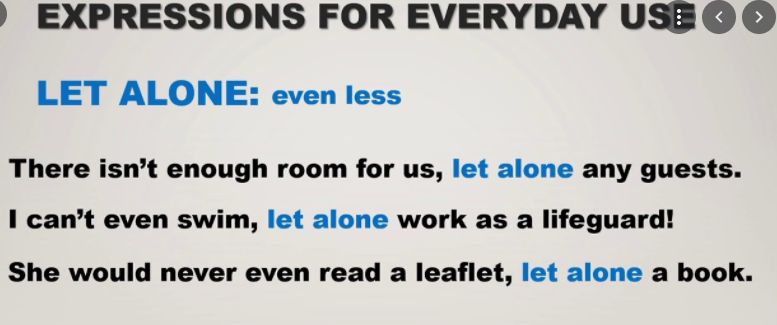 EXPRESSIONS FOR EVERYDAY USE
LET ALONE: even less
There isn’t enough room for us, let alone any guests.
I can’t even swim, let alone work as a lifeguard!
She would never even read a leaflet, let alone a book.